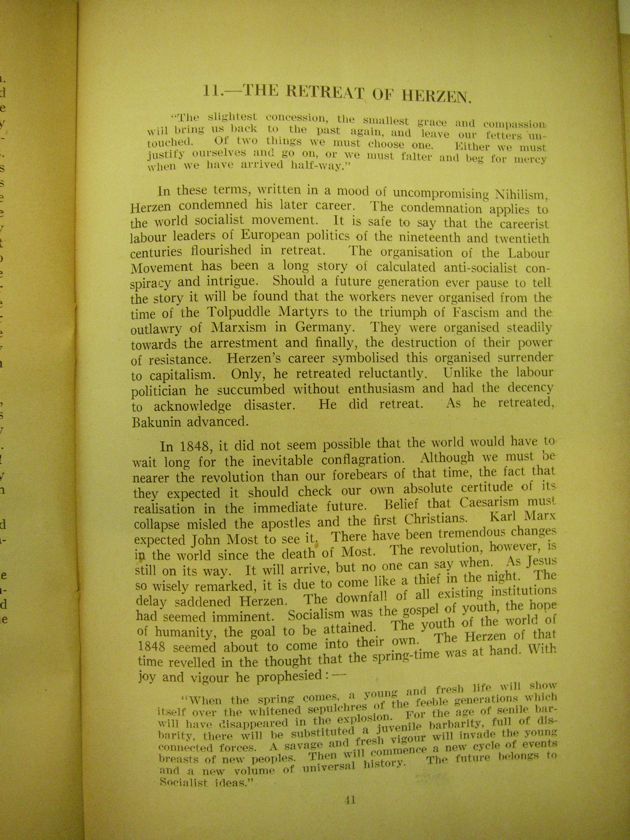 11.—THE RETREAT OF HERZEN.
"The slightest concession, the smallest grace and compassion
will bring us back to the past again, and leave our fetters un-
touched. Of two things we must choose one. Either we must
justify ourselves and go on, or we must falter and beg for mercy
when we have arrived half-way."
In these terms, written in a mood of uncompromising Nihilism,
Herzen condemned his later career. The condemnation applies to
the world socialist movement. It is safe to say that the careerist
labour leaders of European politics of the nineteenth and twentieth
centuries flourished in retreat. The organisation of the Labour
Movement has been a long story of calculated anti-socialist con-
spiracy and intrigue. Should a future generation ever pause to tell
the story it will be found that the workers never organised from the
time of the Tolpuddle Martyrs to the triumph of Fascism and the
outlawry of Marxism in Germany. They were organised steadily
towards the arrestment and finally, the destruction of their power
of resistance. Herzen's career symbolised this organised surrender
to capitalism. Only, he retreated reluctantly. Unlike the labour
politician he succumbed without enthusiasm and had the decency
to acknowledge disaster. He did retreat. As he retreated,
Bakunin advanced.
In 1848, it did not seem possible that the world would have to
wait long for the inevitable conflagration. Although we must be
nearer the revolution than our forebears of that time, the fact that
they expected it should check our own absolute certitude of its
realisation in the immediate future. Belief that Caesarism must
collapse misled the apostles and the first Christians. Karl Marx
expected John Most to see it. There have been tremendous changes
in the world since the death of Most. The revolution, however, is
still on its way. It will arrive, but no one can say when. As Jesus
so wisely remarked, it is due to come like a thief in the night. The
delay saddened Herzen. The downfall of all existing institutions
had seemed imminent. Socialism was the gospel of youth, the hope
of humanity, the goal to be attained. The youth of the world of
1848 seemed about to come into their own. The Herzen of that
time revelled in the thought that the spring-time was at hand. With
joy and vigour he prophesied:—
"When the spring comes, a young and fresh life will show
itself over the whitened sepulchres of the feeble generations which
will have disappeared in the explosion. For the age of senile bar-
barity, there will be substituted a juvenile barbarity, full of dis-
connected forces. A savage and fresh vigour will invade the young
breasts of new peoples. Then will commence a new cycle of events
and a new volume of universal history. The future belongs to
Socialist ideas."
41